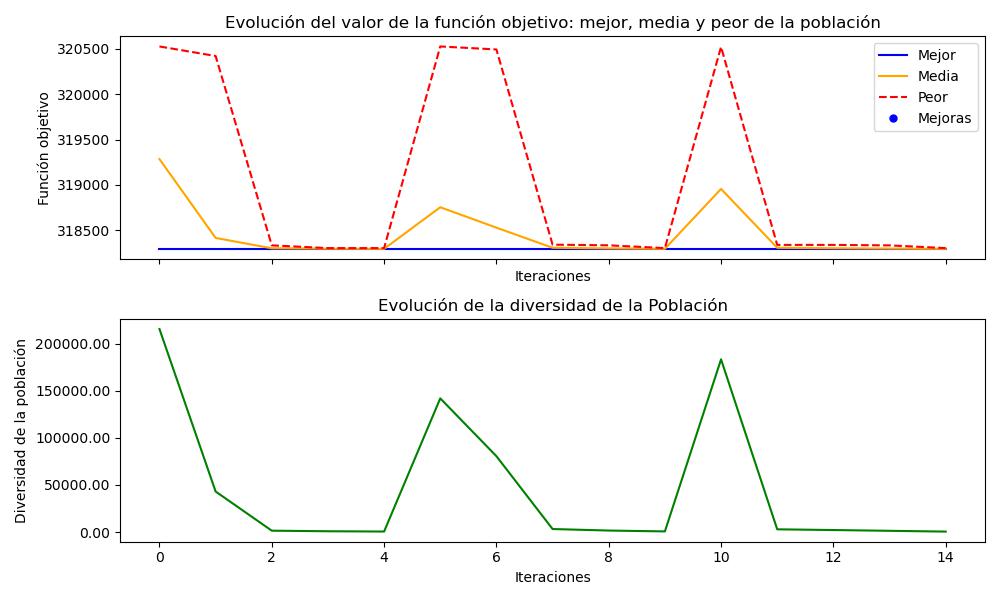 Evolución del valor de la función objetivo: mejor, media y peor de la población
320500
320000
319500
319000
318500
Función objetivo
Mejor
Media
Peor
Mejoras
Iteraciones
Evolución de la diversidad de la Población
200000.00
150000.00
100000.00
50000.00
0.00
Diversidad de la población
0 2 4 6 8 10 12 14
Iteraciones